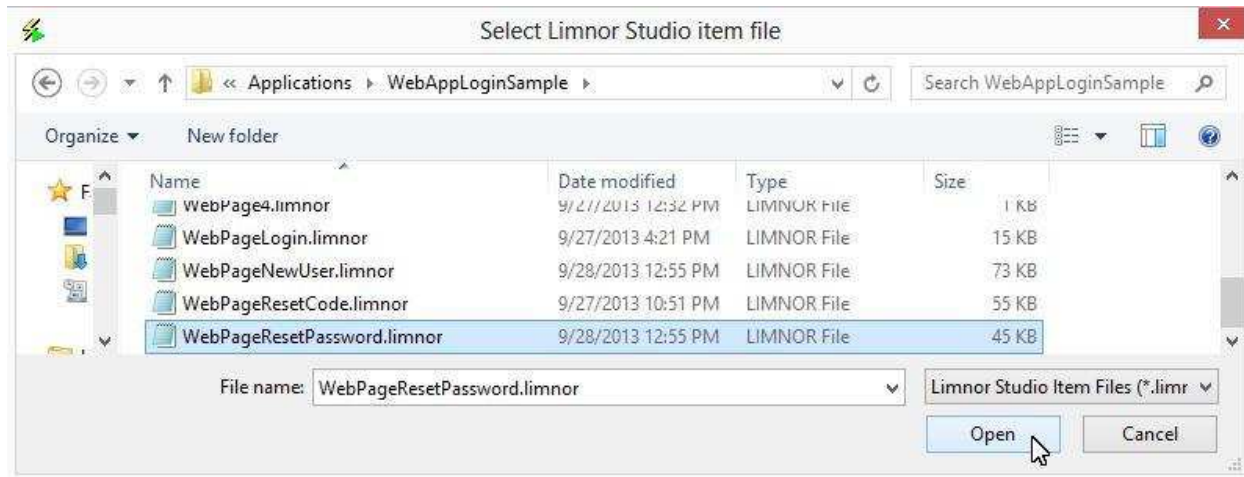 Select Limnor Studio item file
« Applications WebAppLoginSample
Search WebAppLoginSample
Organize New folder
Name Date modified Type Size
WebPage4.limnor 9/27/2013 12:32 PM LIMNOR File 1 KB
WebPageLogin.limnor 9/27/2013 4:21 PM LIMNOR File 15 KB
WebPageNewUser.limnor 9/28/2013 12:55 PM LIMNOR File 73 KB
WebPageResetCode.limnor 9/27/2013 10:51 PM LIMNOR File 55 KB
WebPageResetPassword.limnor 9/28/2013 12:55 PM LIMNOR File 45 KB
File name: WebPageResetPassword.limnor Limnor Studio Item Files (*.limr
Open Cancel